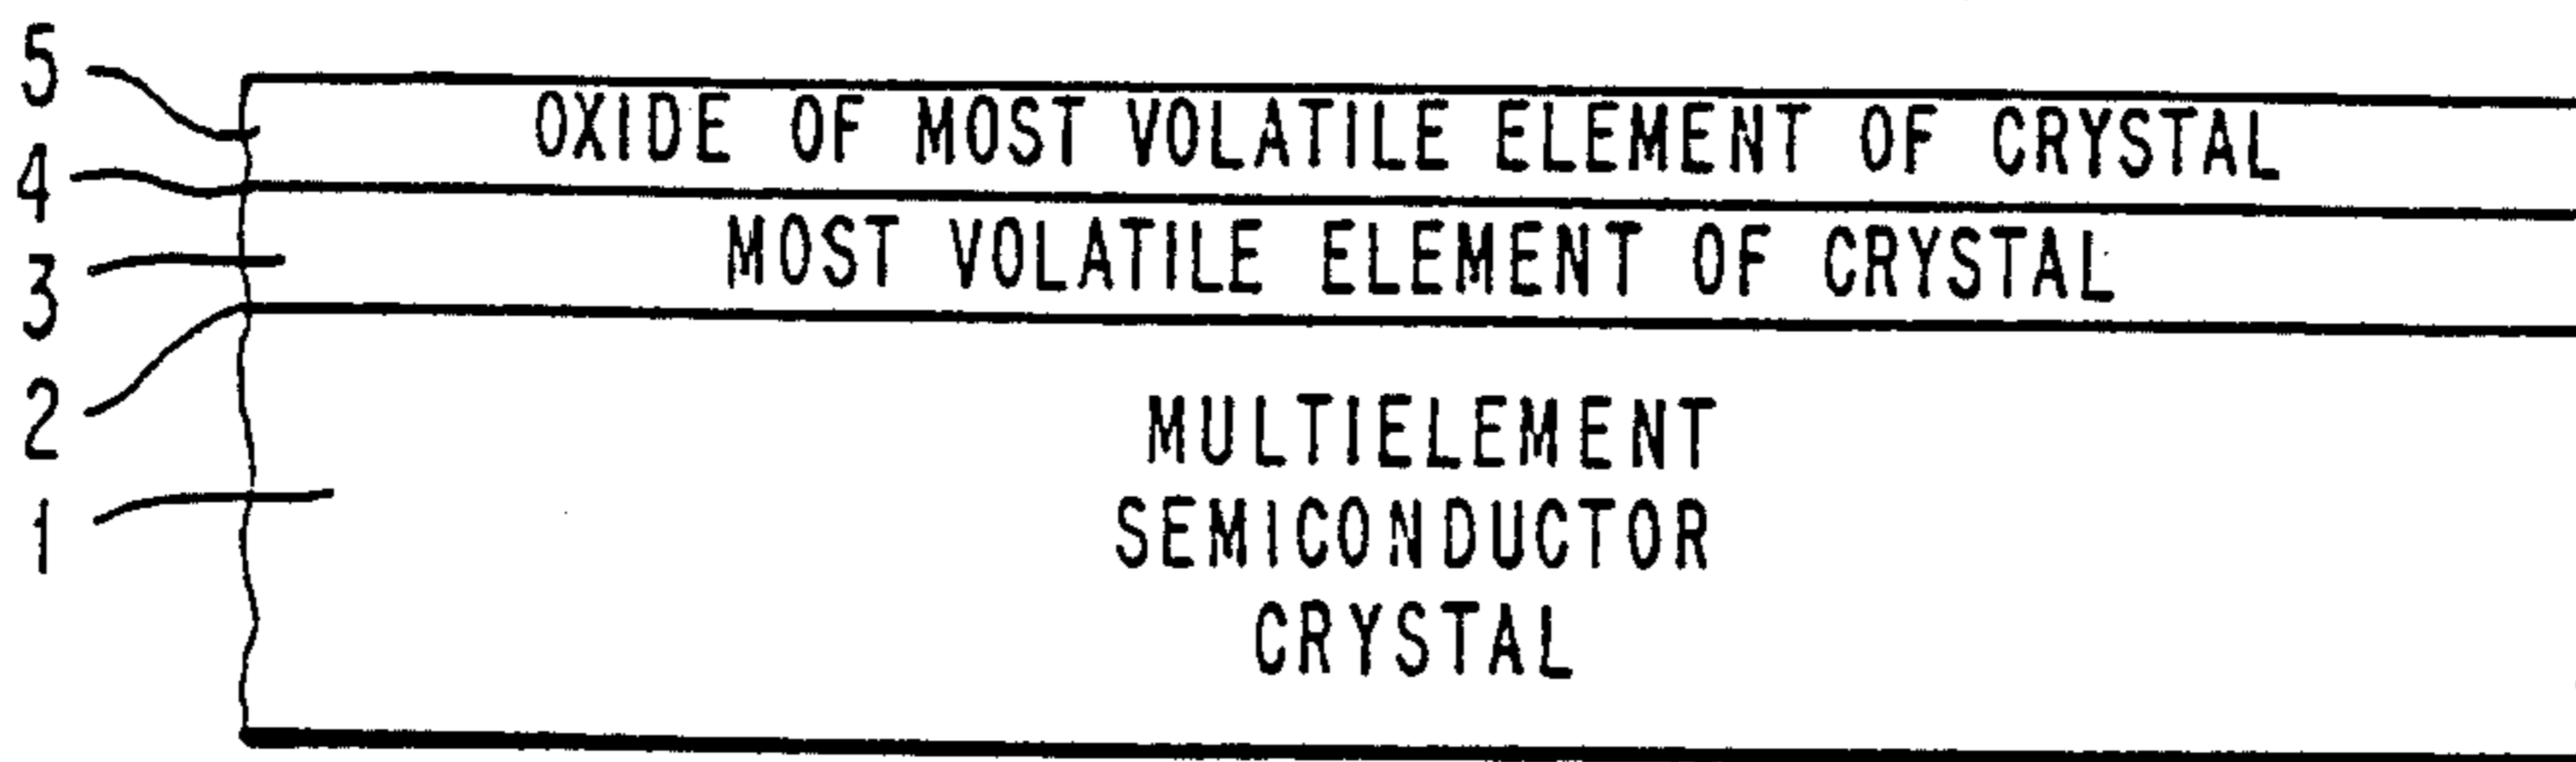 5
OXIDE OF MOST VOLATILE ELEMENT OF CRYSTAL
4
MOST VOLATILE ELEMENT OF CRYSTAL
3
2
MULTIELEMENT
SEMICONDUCTOR
1
CRYSTAL